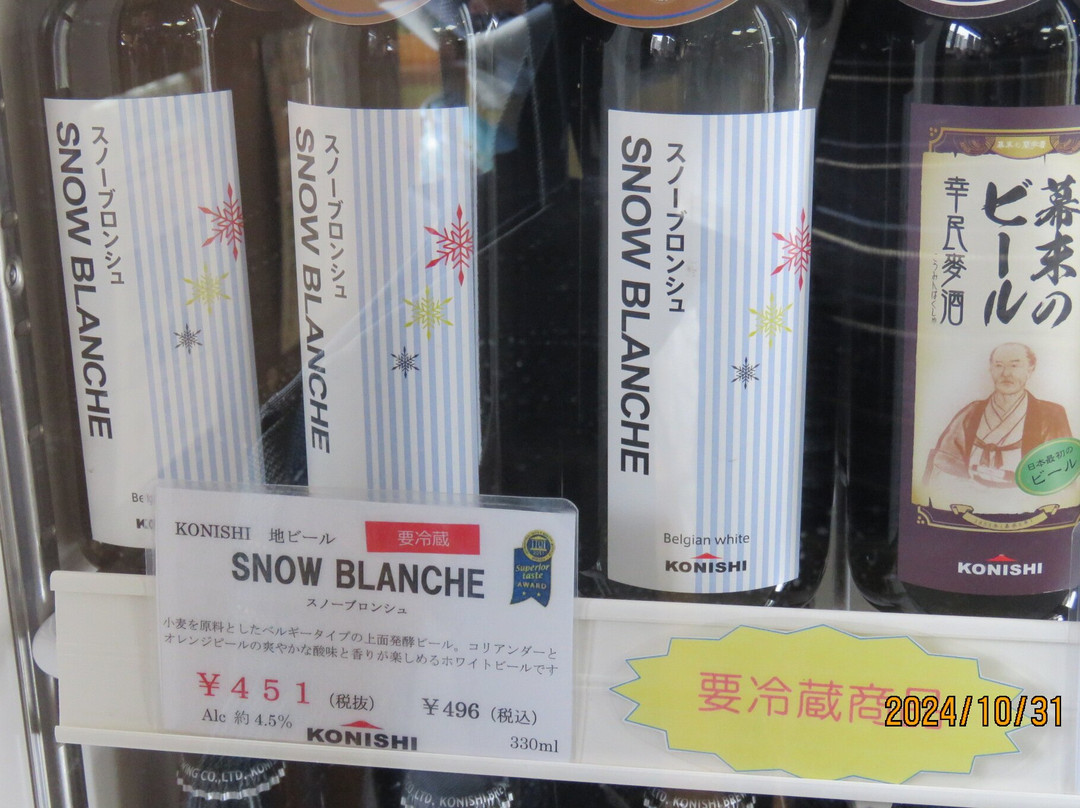 スノーブロンシュ
SNOW BLANCHE
スノーブロンシュ
SNOW BLANCHE
スノーブロンシュ
SNOW BLANCHE
Belgian white
KONISHI
幕末の
ビール
幸民麦酒
こうみんばくしゅ
日本最初の
ビール
KONISHI
KONISHI 地ビール
要冷蔵
SNOW BLANCHE
スノーブロンシュ
Superior
taste
AWARD
小麦を原料としたベルギータイプの上面発酵ビール。コリアンダーと
オレンジピールの爽やかな酸味と香りが楽しめるホワイトビールです
￥451（税抜） ￥496（税込）
Alc 約4.5%
KONISHI
330ml
要冷蔵商品
2024/10/31